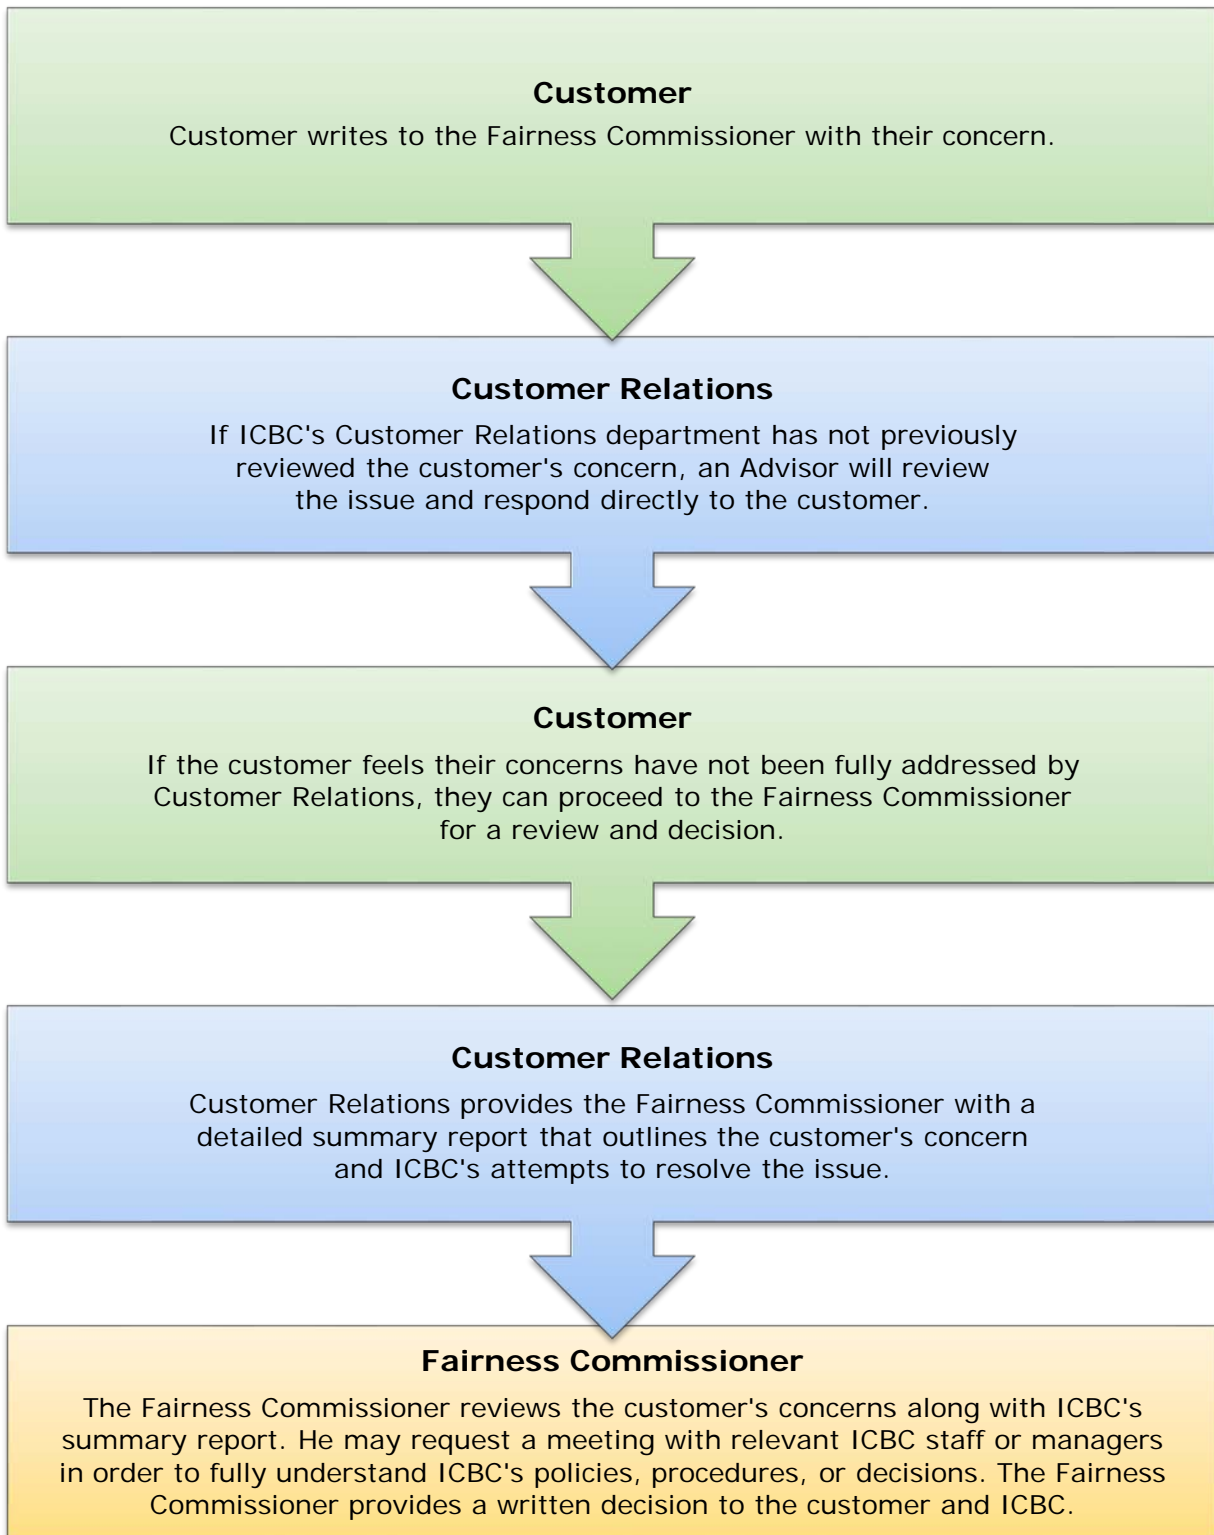 Customer
Customer writes to the Fairness Commissioner with their concern.
Customer Relations
If ICBC's Customer Relations department has not previously
reviewed the customer's concern, an Advisor will review
the issue and respond directly to the customer.
Customer
If the customer feels their concerns have not been fully addressed by
Customer Relations, they can proceed to the Fairness Commissioner
for a review and decision.
Customer Relations
Customer Relations provides the Fairness Commissioner with a
detailed summary report that outlines the customer's concern
and ICBC's attempts to resolve the issue.
Fairness Commissioner
The Fairness Commissioner reviews the customer's concerns along with ICBC's
summary report. He may request a meeting with relevant ICBC staff or managers
in order to fully understand ICBC's policies, procedures, or decisions. The Fairness
Commissioner provides a written decision to the customer and ICBC.